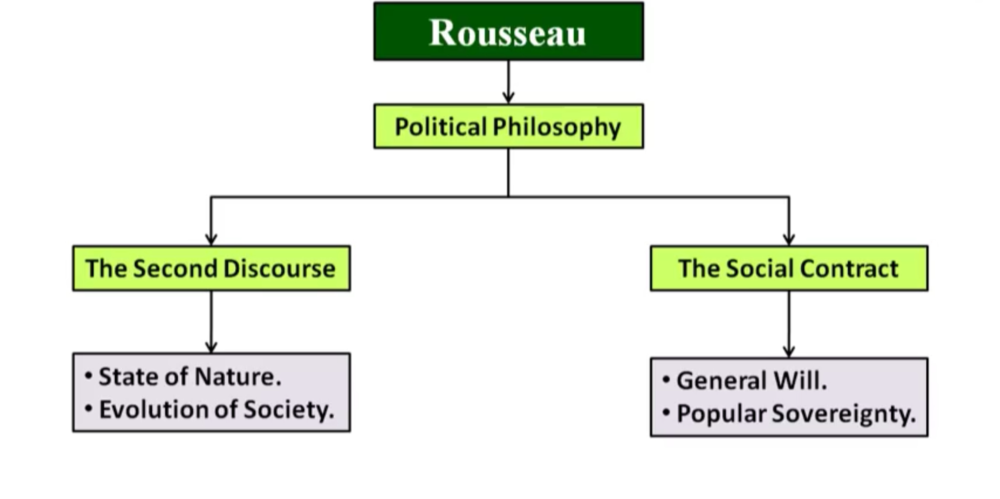 Rousseau
Political Philosophy
The Second Discourse
The Social Contract
• State of Nature.
• Evolution of Society.
• General Will.
• Popular Sovereignty.